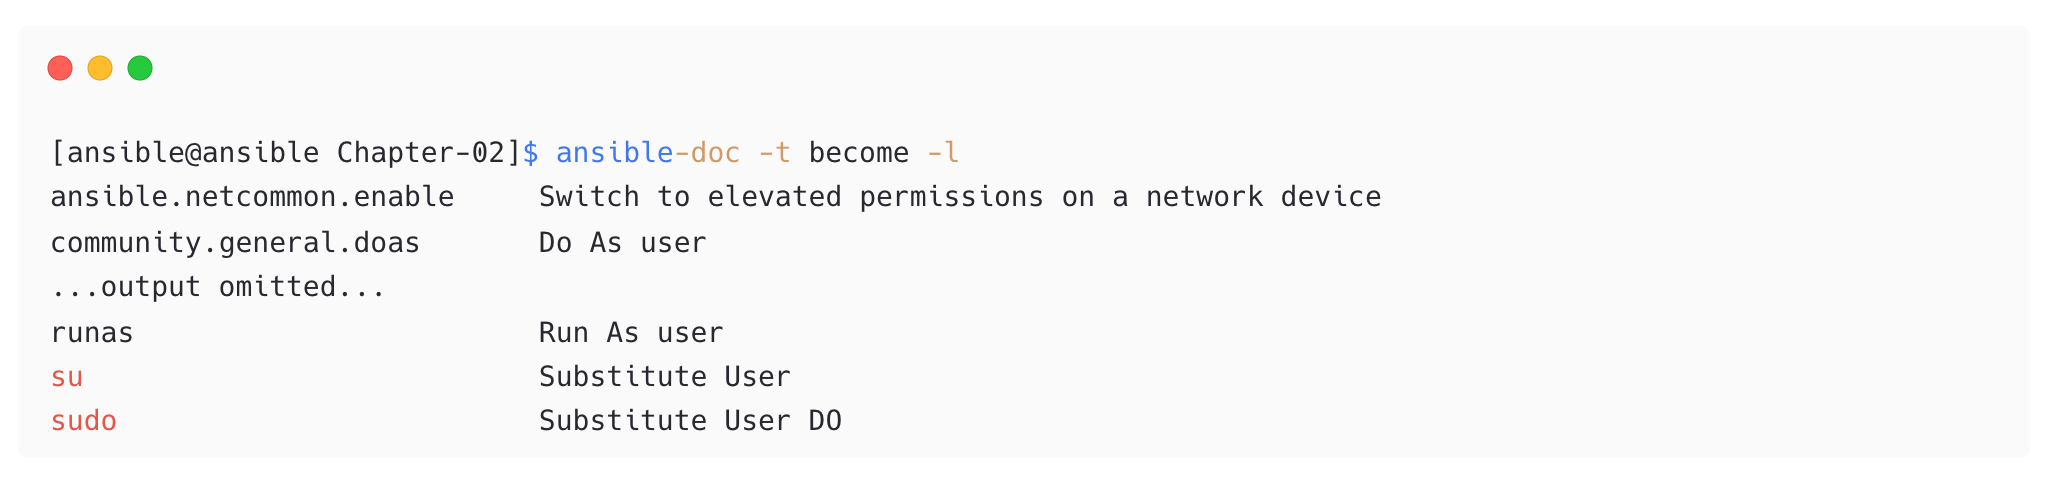 [ansible@ansible Chapter-02]$ ansible-doc -t become -l
ansible.netcommon.enable     Switch to elevated permissions on a network device
community.general.doas       Do As user
...output omitted...
runas                        Run As user
su                           Substitute User
sudo                         Substitute User DO